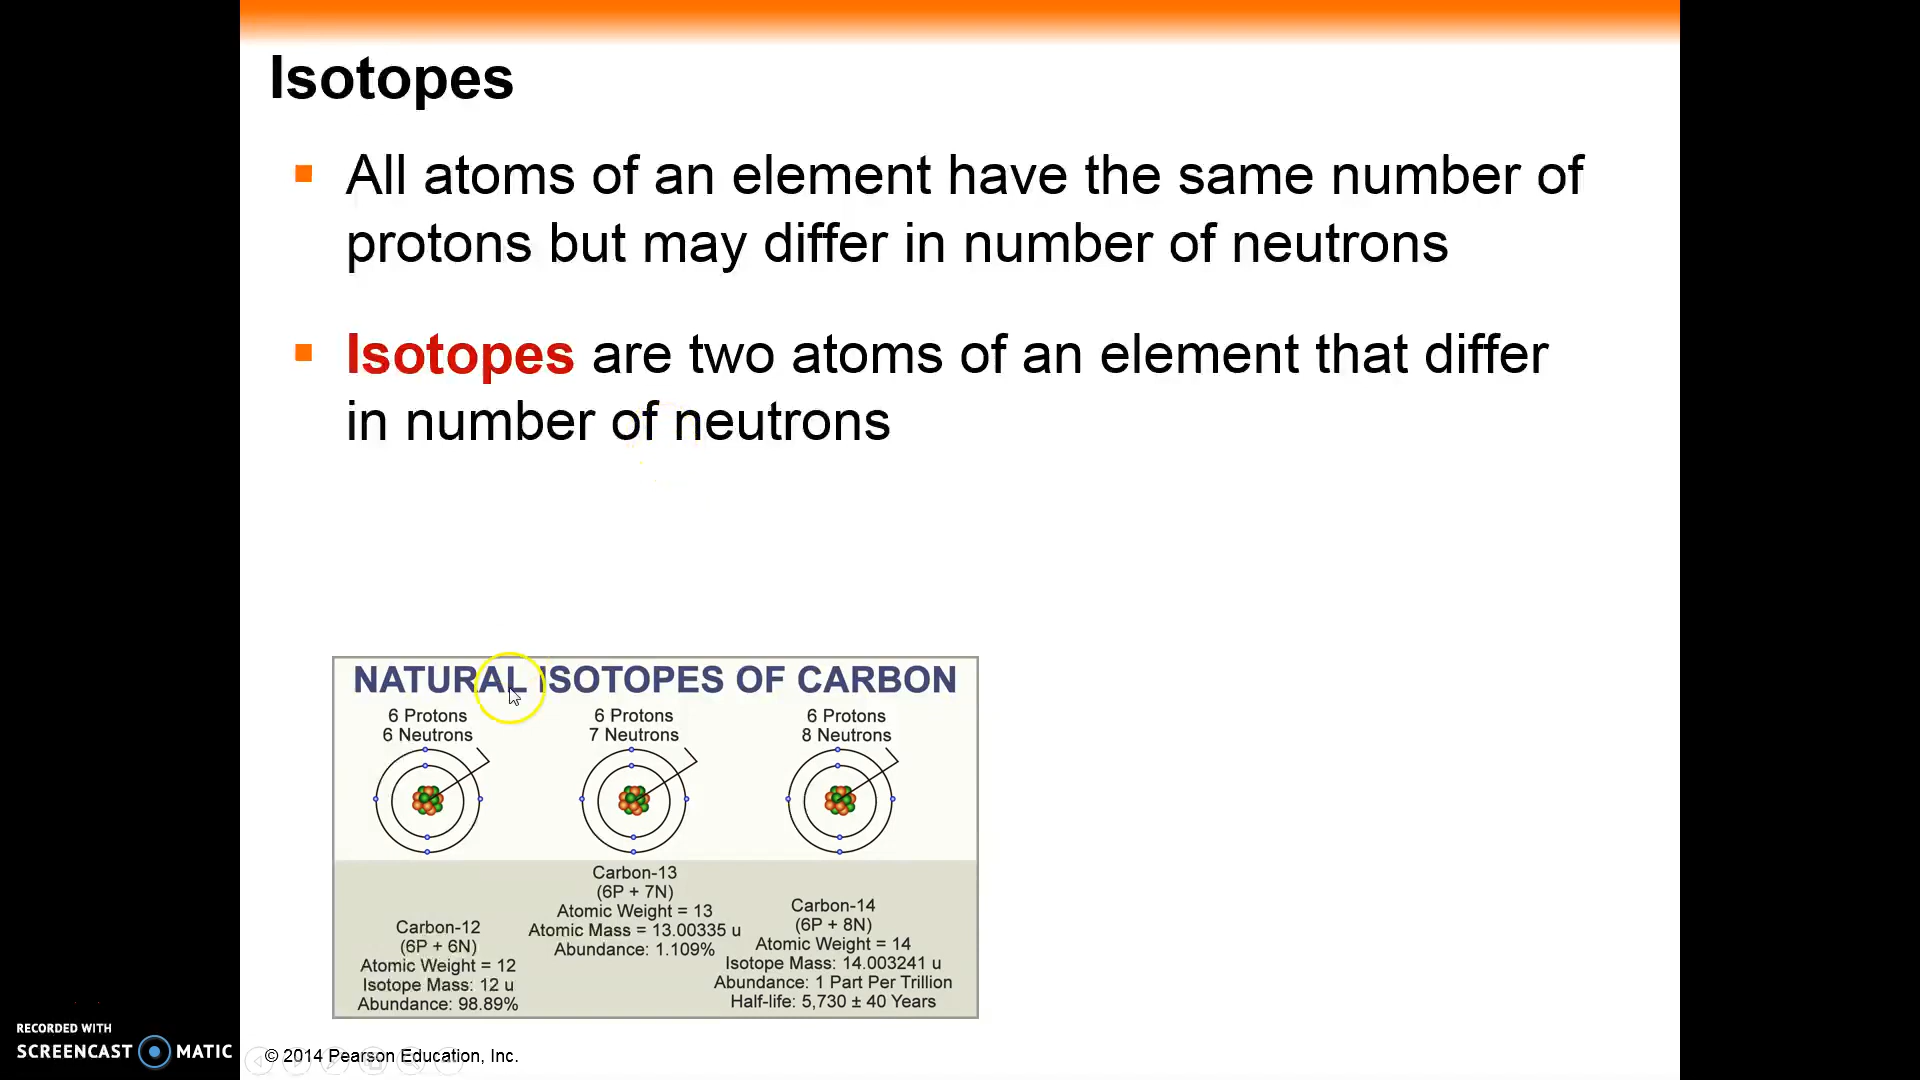 Isotopes
All atoms of an element have the same number of
protons but may differ in number of neutrons
Isotopes are two atoms of an element that differ
in number of neutrons
NATURAL ISOTOPES OF CARBON
6 Protons
6 Neutrons
6 Protons
7 Neutrons
6 Protons
8 Neutrons
Carbon-12
(6P + 6N)
Atomic Weight = 12
Isotope Mass: 12 u
Abundance: 98.89%
Carbon-13
(6P + 7N)
Atomic Weight = 13
Atomic Mass = 13.00335 u
Abundance: 1.109%
Carbon-14
(6P + 8N)
Atomic Weight = 14
Isotope Mass: 14.003241 u
Abundance: 1 Part Per Trillion
Half-life: 5,730 ± 40 Years
RECORDED WITH
SCREENCAST MATIC
© 2014 Pearson Education, Inc.